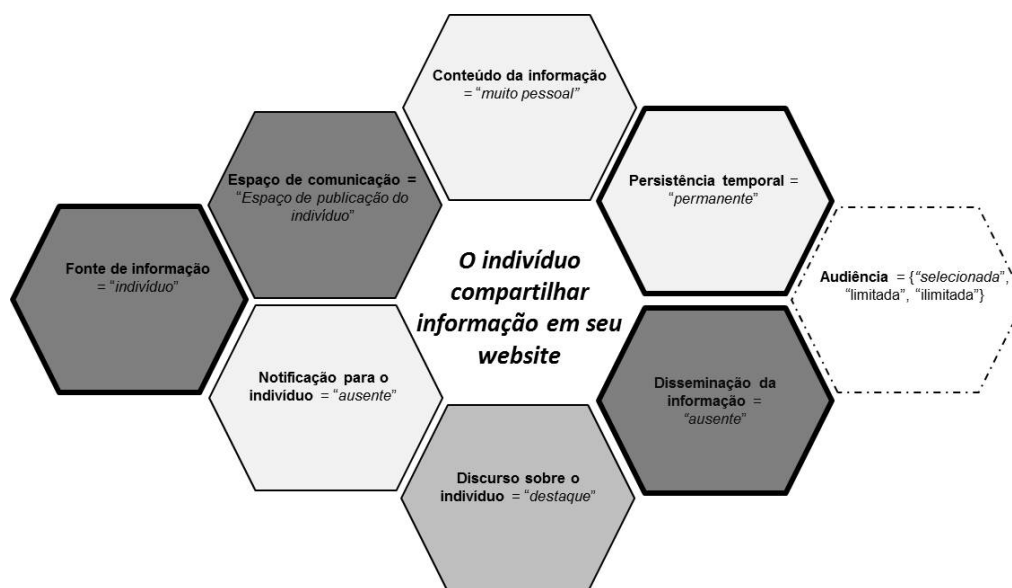 Conteúdo da informação
= “muito pessoal”
Espaço de comunicação =
“Espaço de publicação do
indivíduo”
Persistência temporal =
“permanente”
Fonte de informação
= “indivíduo”
O indivíduo
compartilhar
informação em seu
website
Audiência = {“selecionada”,
“limitada”, “ilimitada”}
Notificação para o
indivíduo = “ausente”
Disseminação da
informação =
“ausente”
Discurso sobre o
individuo = “destaque”